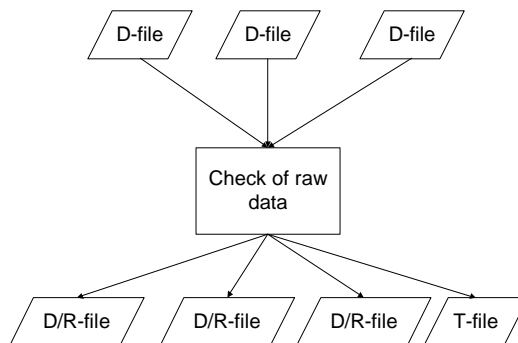 D-file
D-file
D-file
Check of raw
data
D/R-file
D/R-file
D/R-file
T-file